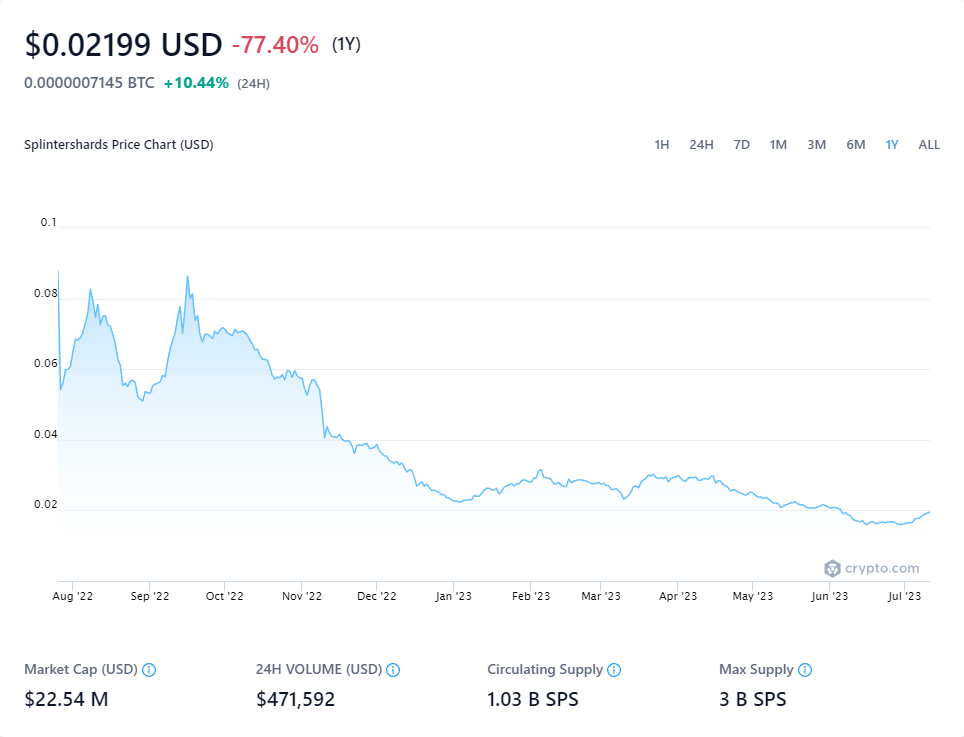 $0.02199 USD -77.40% (1Y)
0.0000007145 BTC +10.44% (24H)
Splintershards Price Chart (USD) 1H 24H 7D 1M 3M 6M 1Y ALL
0.1
0.08
0.06
0.04
0.02
crypto.com
Aug '22 Sep '22 Oct '22 Nov '22 Dec '22 Jan '23 Feb '23 Mar '23 Apr '23 May '23 Jun '23 Jul '23
Market Cap (USD) 24H VOLUME (USD) Circulating Supply Max Supply
$22.54 M $471,592 1.03 B SPS 3 B SPS